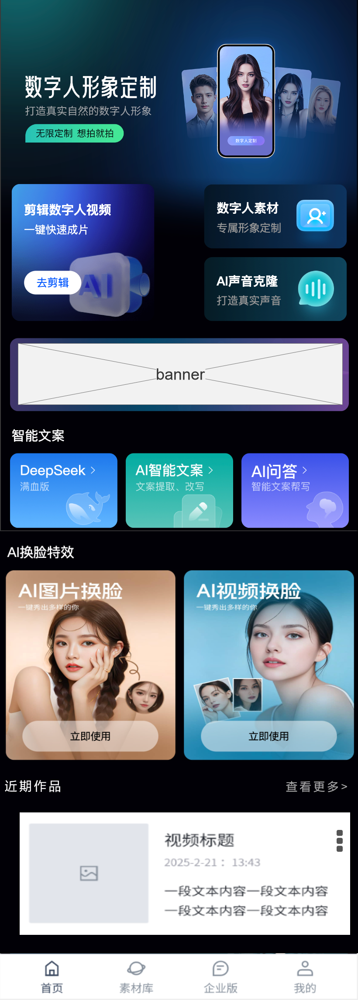 数字人形象定制
打造真实自然的数字人形象
无限定制 想拍就拍
数字人定制
剪辑数字人视频
一键快速成片
去剪辑
AI
数字人素材
专属形象定制
AI声音克隆
打造真实声音
banner
智能文案
DeepSeek >
满血版
AI智能文案 >
文案提取、改写
AI问答 >
智能文案帮写
AI换脸特效
AI图片换脸
一键秀出多样的你
立即使用
AI视频换脸
一键秀出多样的你
立即使用
近期作品
查看更多>
视频标题
2025-2-21： 13:43
一段文本内容一段文本内容
一段文本内容一段文本内容
首页
素材库
企业版
我的